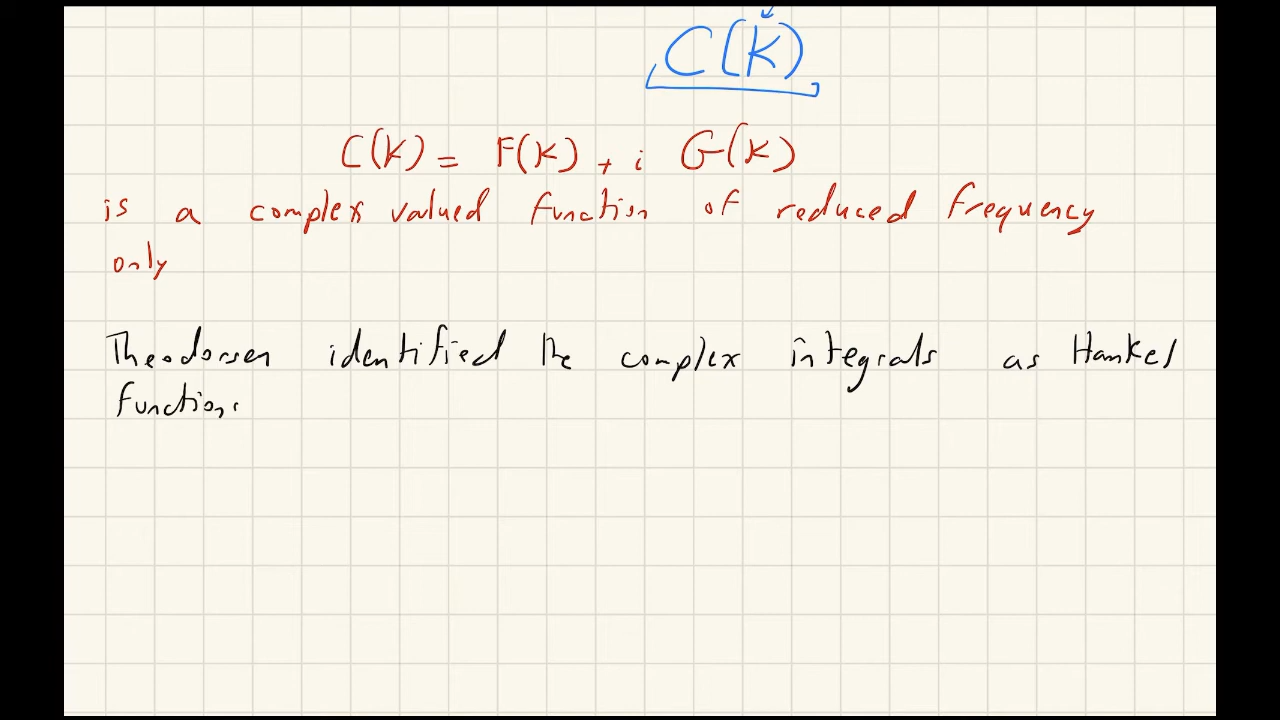 C(K)
C(K) = F(K) + i G(K)
is a complex valued function of reduced frequency
only
Theodorsen identified the complex integrals as Hankel
functions